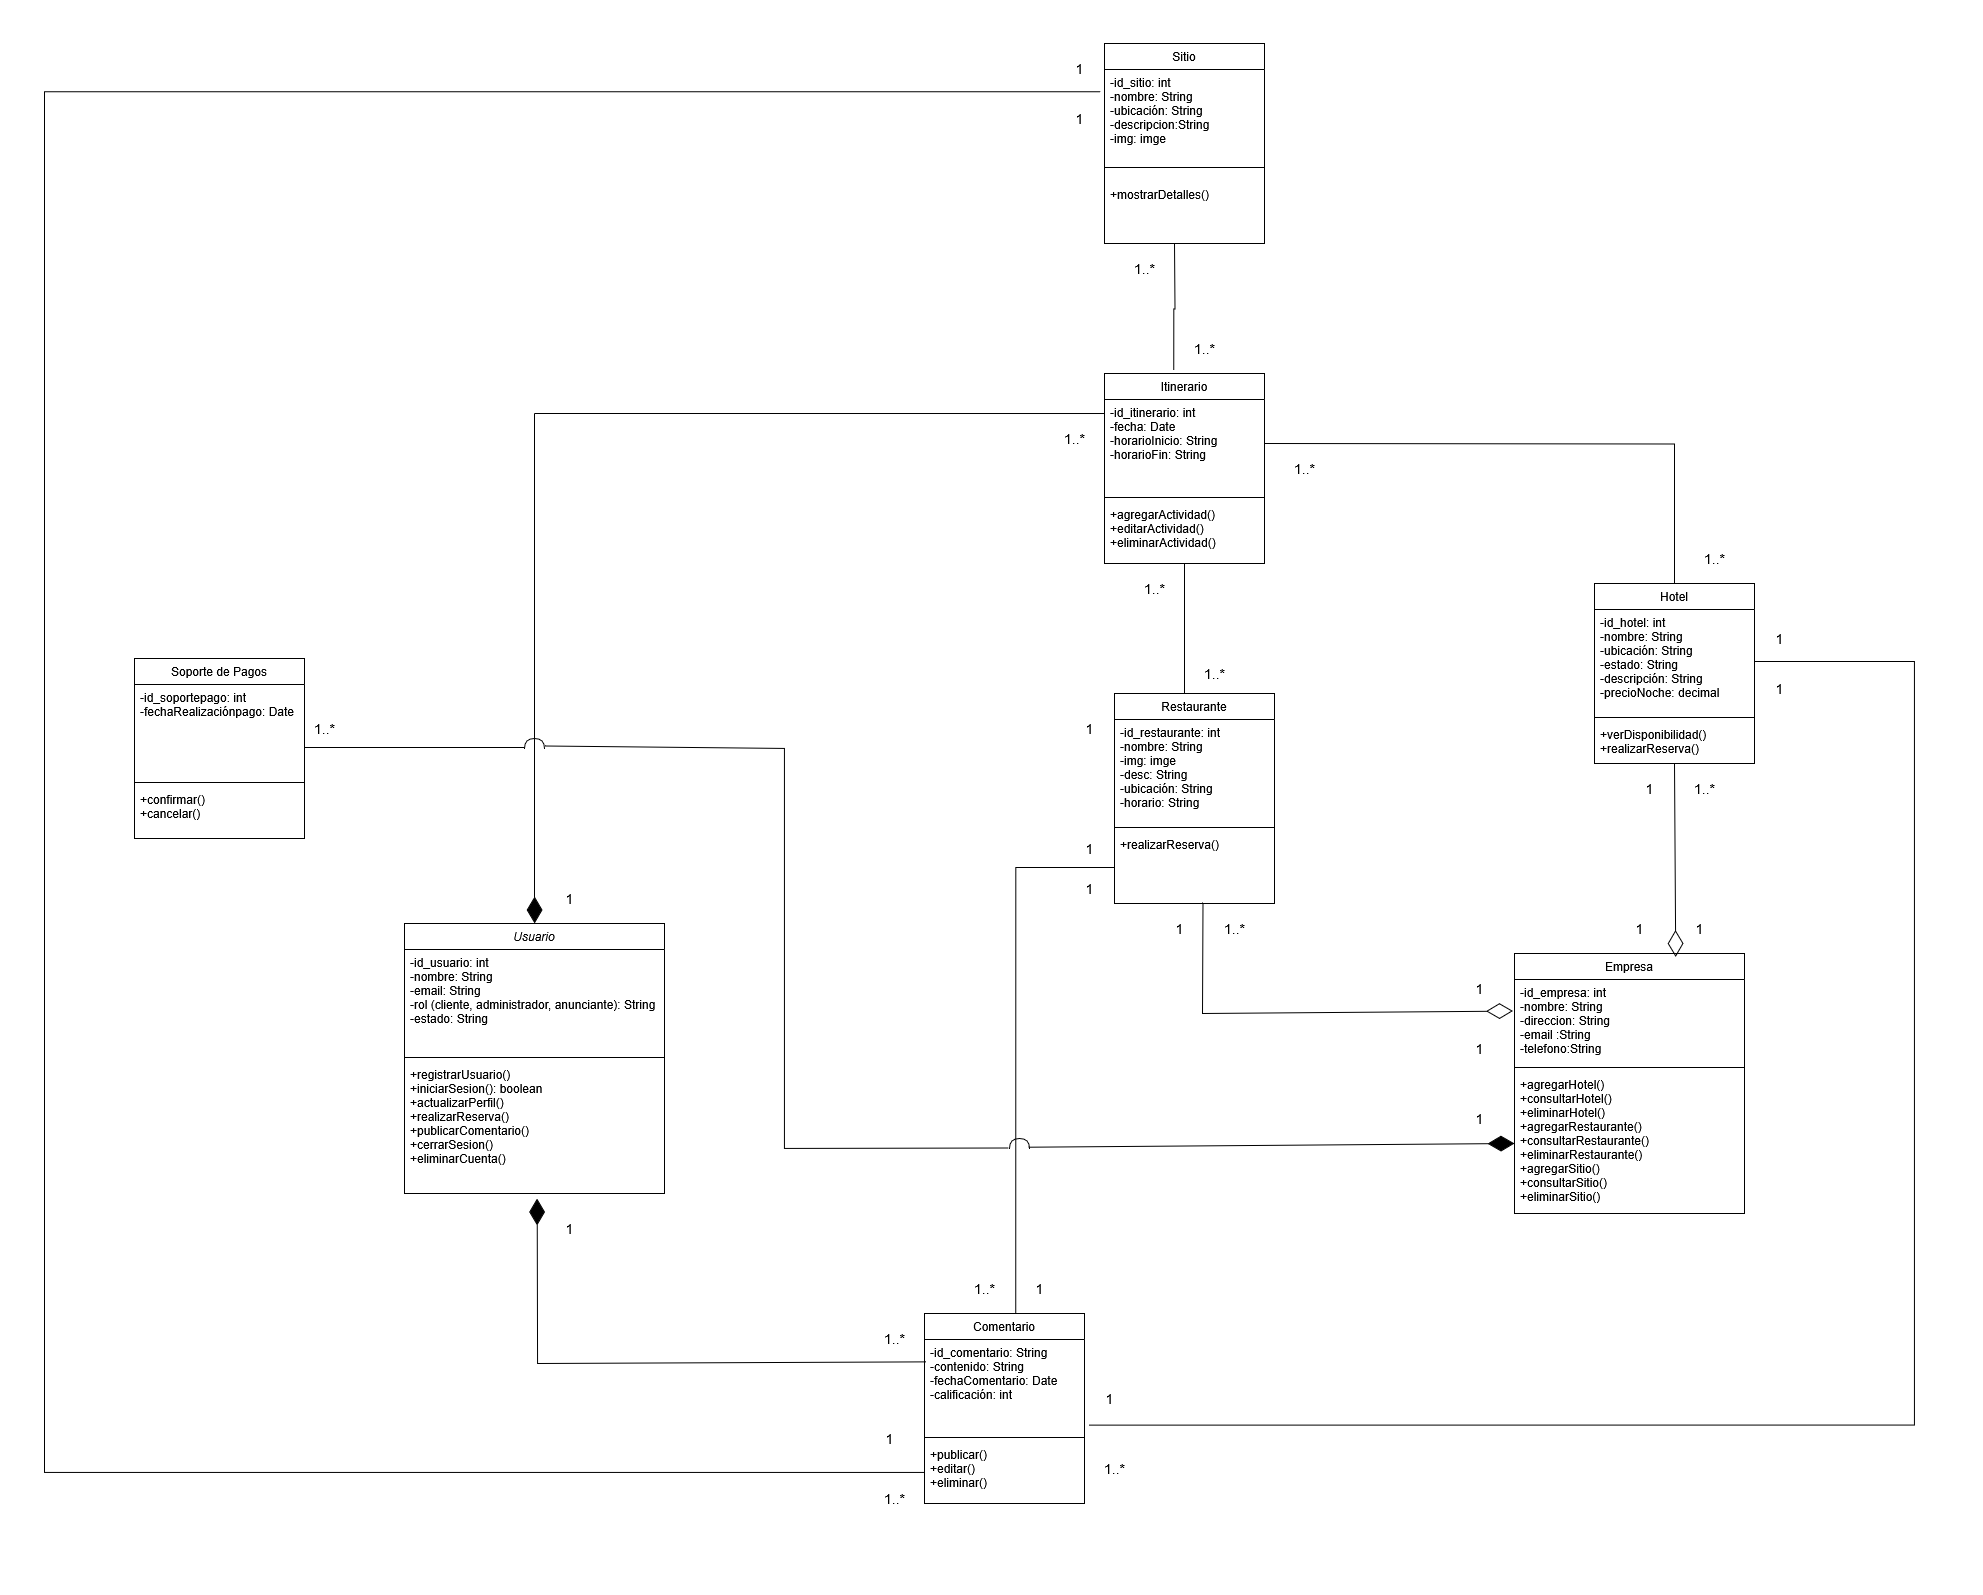 Sitio
1
-id_sitio: int
-nombre: String
-ubicación: String
-descripcion:String
-img: imge
1
+mostrarDetalles()
1..*
1..*
Itinerario
-id_itinerario: int
-fecha: Date
-horarioInicio: String
-horarioFin: String
1..*
1..*
+agregarActividad()
+editarActividad()
+eliminarActividad()
1..*
1..*
Hotel
-id_hotel: int
-nombre: String
-ubicación: String
-estado: String
-descripción: String
-precioNoche: decimal
1
1
+verDisponibilidad()
+realizarReserva()
1
1..*
Soporte de Pagos
-id_soportepago: int
-fechaRealizaciónpago: Date
1..*
+confirmar()
+cancelar()
1..*
Restaurante
1
-id_restaurante: int
-nombre: String
-img: imge
-desc: String
-ubicación: String
-horario: String
+realizarReserva()
1
1
1
1..*
1
Usuario
-id_usuario: int
-nombre: String
-email: String
-rol (cliente, administrador, anunciante): String
-estado: String
+registrarUsuario()
+iniciarSesion(): boolean
+actualizarPerfil()
+realizarReserva()
+publicarComentario()
+cerrarSesion()
+eliminarCuenta()
1
1
1
Empresa
1
-id_empresa: int
-nombre: String
-direccion: String
-email :String
-telefono:String
1
1
+agregarHotel()
+consultarHotel()
+eliminarHotel()
+agregarRestaurante()
+consultarRestaurante()
+eliminarRestaurante()
+agregarSitio()
+consultarSitio()
+eliminarSitio()
1..*
1
1..*
Comentario
-id_comentario: String
-contenido: String
-fechaComentario: Date
-calificación: int
1
1
+publicar()
+editar()
+eliminar()
1..*
1..*